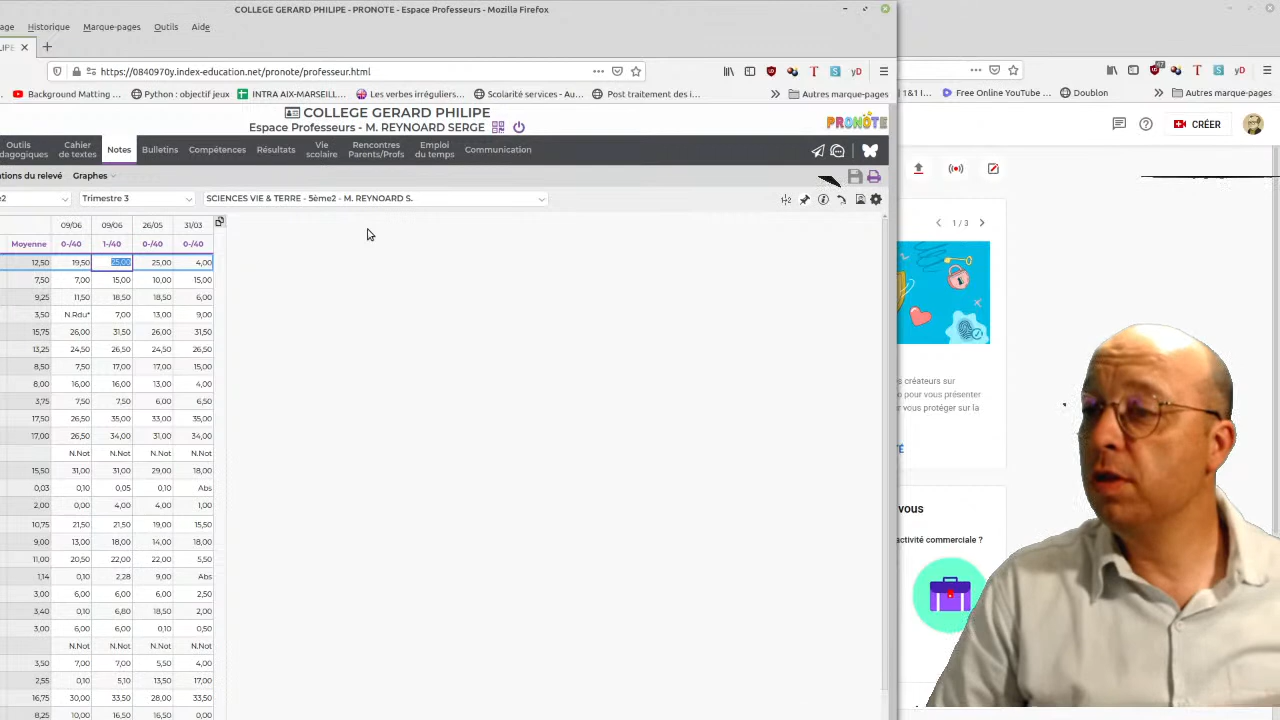 COLLEGE GERARD PHILIPE - PRONOTE - Espace Professeurs - Mozilla Firefox
age Historique Marque-pages Outils Aide
ILIPE
https://0840970y.index-education.net/pronote/professeur.html
Background Matting ... Python : objectif jeux INTRA AIX-MARSEILL... Les verbes irréguliers... Scolarité services - Au... Post traitement des i... Autres marque-pages
1&1 I... Free Online YouTube ... Doublon Autres marque-pages
COLLEGE GERARD PHILIPE
Espace Professeurs - M. REYNOARD SERGE
PRONOTE
CRÉER
Outils
dagogiques
Cahier
de textes
Notes
Bulletins
Compétences
Résultats
Vie
scolaire
Rencontres
Parents/Profs
Emploi
du temps
Communication
ations du relevé Graphes
e2 Trimestre 3 SCIENCES VIE & TERRE - 5ème2 - M. REYNOARD S.
09/06 09/06 26/05 31/03
Moyenne 0-/40 1-/40 0-/40 0-/40
12,50 19,50 25,00 25,00 4,00
7,50 7,00 15,00 10,00 15,00
9,25 11,50 18,50 18,50 6,00
3,50 N.Rdu* 7,00 13,00 9,00
15,75 26,00 31,50 26,00 31,50
13,25 24,50 26,50 24,50 26,50
8,50 7,50 17,00 17,00 15,00
8,00 16,00 16,00 13,00 4,00
3,75 7,50 7,50 6,00 6,50
17,50 26,50 35,00 33,00 35,00
17,00 26,50 34,00 31,00 34,00
N.Not N.Not N.Not N.Not
15,50 31,00 31,00 29,00 18,00
0,03 0,10 0,05 0,10 Abs
2,00 0,00 4,00 4,00 1,00
10,75 21,50 21,50 19,00 15,50
9,00 13,00 18,00 14,00 18,00
11,00 20,50 22,00 22,00 5,50
1,14 0,10 2,28 9,00 Abs
3,00 6,00 6,00 6,00 2,50
3,40 0,10 6,80 18,50 2,00
3,00 6,00 6,00 0,10 0,50
N.Not N.Not N.Not N.Not
3,50 7,00 7,00 5,50 4,00
2,55 0,10 5,10 13,50 17,00
16,75 30,00 33,50 28,00 33,50
8,25 10,00 16,50 16,50 0,00
1 / 3
es créateurs sur
o pour vous présenter
r vous protéger sur la
TÉ
vous
activité commerciale ?